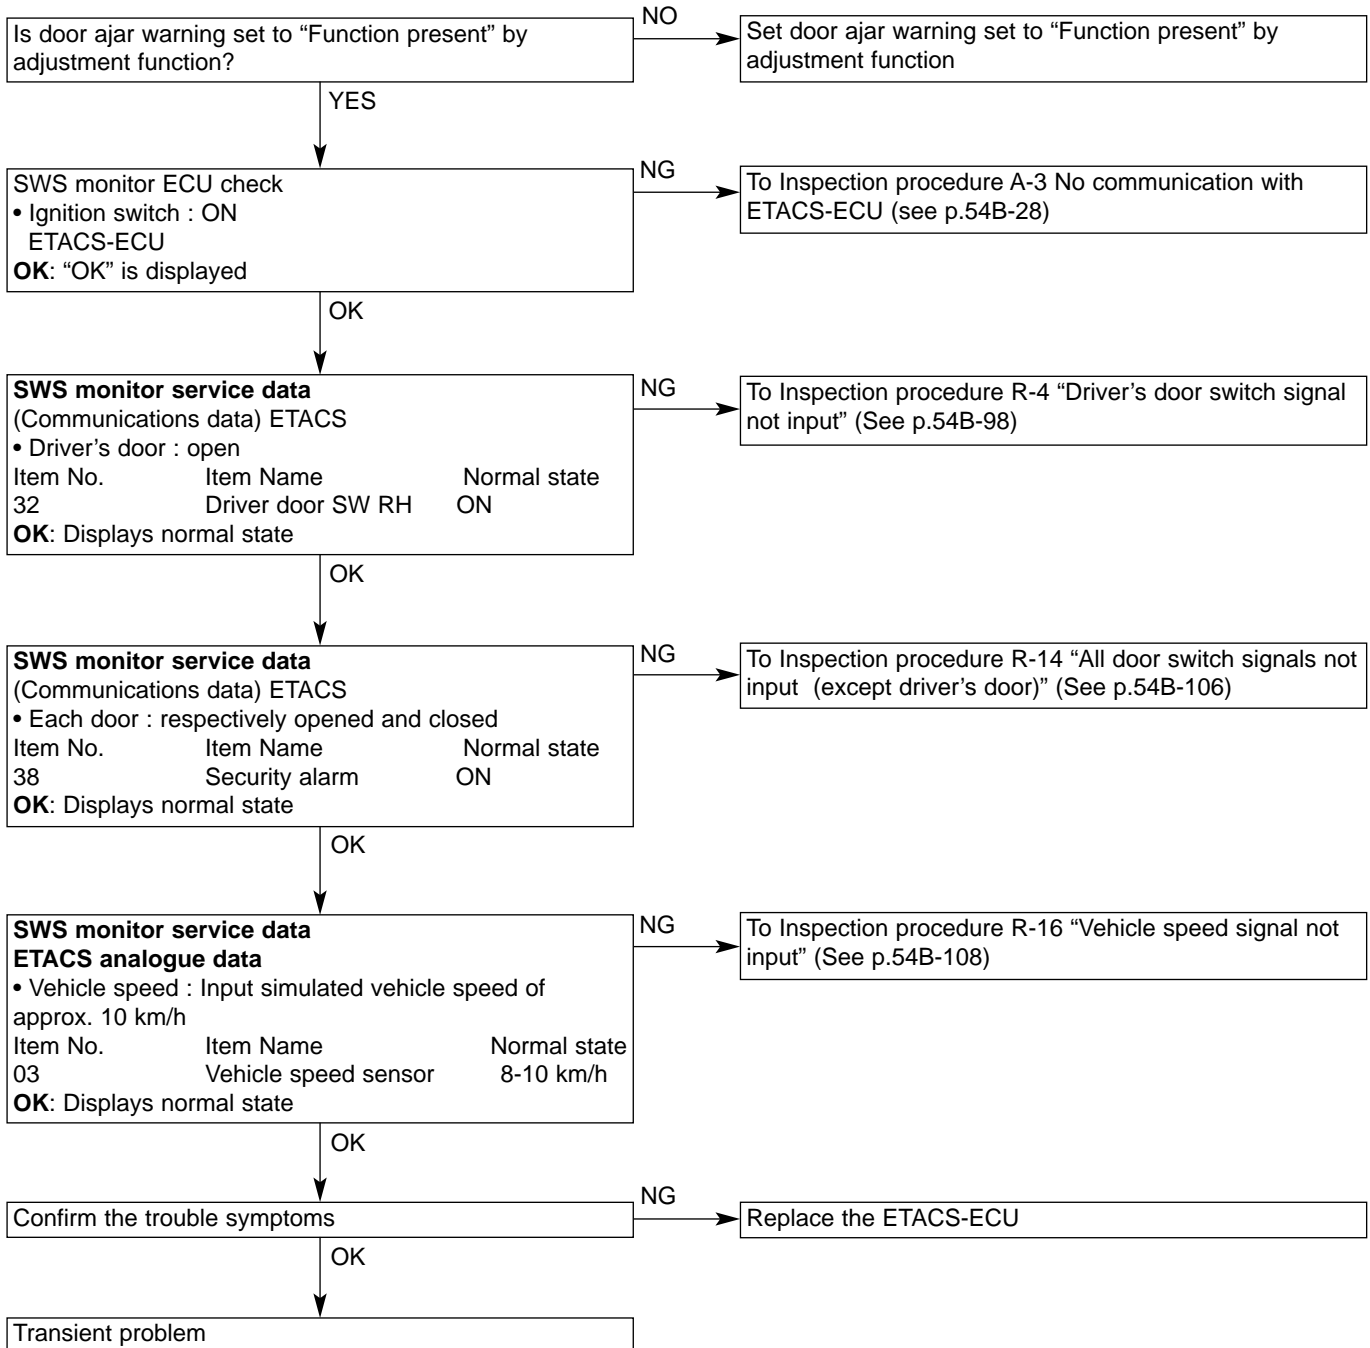 Is door ajar warning set to “Function present” by
adjustment function?
NO
Set door ajar warning set to “Function present” by
adjustment function
YES
SWS monitor ECU check
• Ignition switch : ON
ETACS-ECU
OK: “OK” is displayed
NG
To Inspection procedure A-3 No communication with
ETACS-ECU (see p.54B-28)
OK
SWS monitor service data
(Communications data) ETACS
• Driver’s door : open
Item No. Item Name Normal state
32 Driver door SW RH ON
OK: Displays normal state
NG
To Inspection procedure R-4 “Driver’s door switch signal
not input” (See p.54B-98)
OK
SWS monitor service data
(Communications data) ETACS
• Each door : respectively opened and closed
Item No. Item Name Normal state
38 Security alarm ON
OK: Displays normal state
NG
To Inspection procedure R-14 “All door switch signals not
input (except driver’s door)” (See p.54B-106)
OK
SWS monitor service data
ETACS analogue data
• Vehicle speed : Input simulated vehicle speed of
approx. 10 km/h
Item No. Item Name Normal state
03 Vehicle speed sensor 8-10 km/h
OK: Displays normal state
NG
To Inspection procedure R-16 “Vehicle speed signal not
input” (See p.54B-108)
OK
Confirm the trouble symptoms
NG
Replace the ETACS-ECU
OK
Transient problem